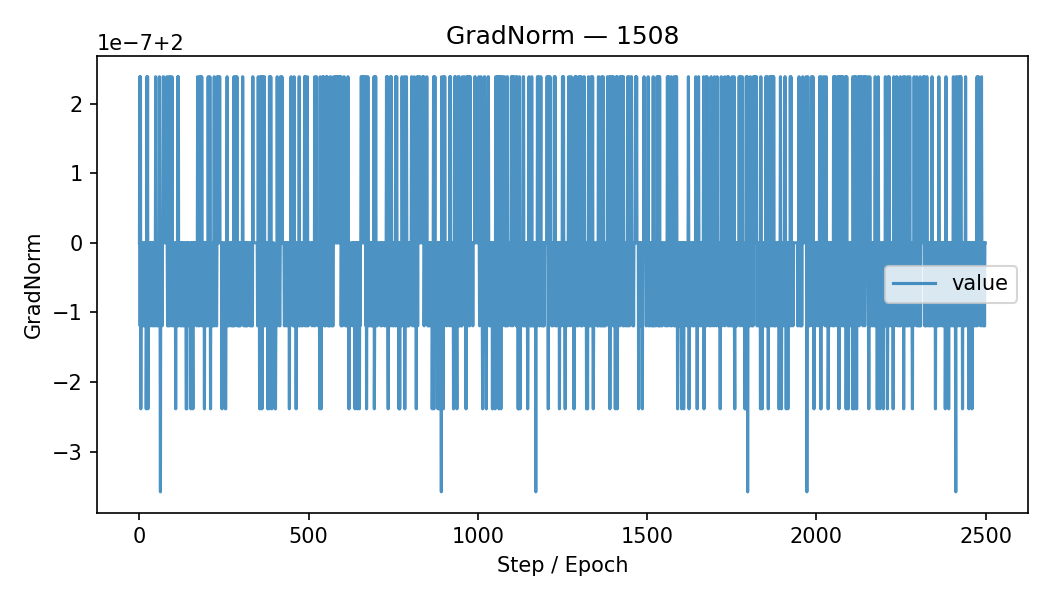 GradNorm — 1508
1e−7+2
GradNorm
2
1
0
−1
−2
−3
value
0
500
1000
1500
2000
2500
Step / Epoch